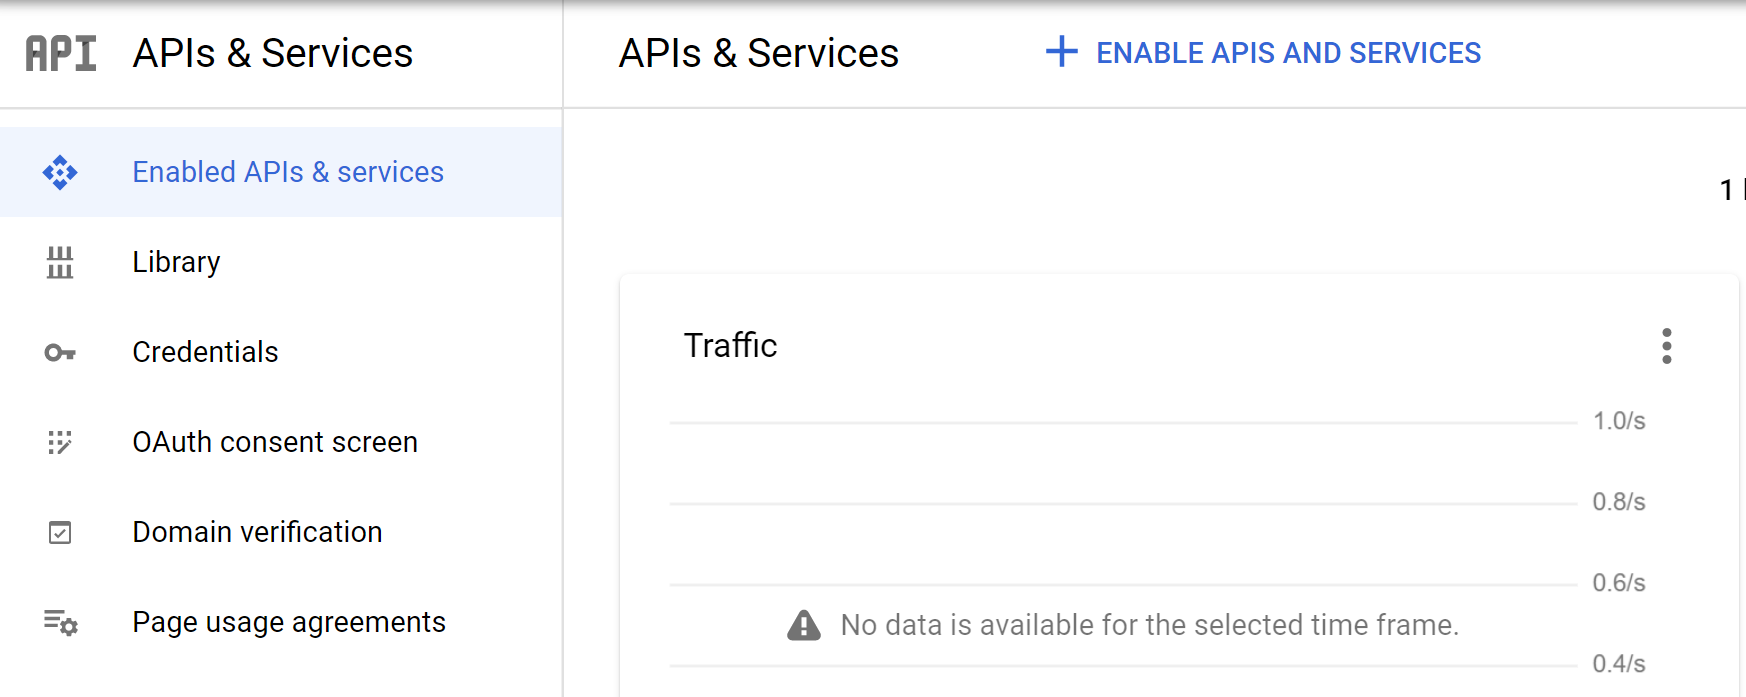 API APIs & Services
Enabled APIs & services
Library
Credentials
OAuth consent screen
Domain verification
Page usage agreements
APIs & Services
ENABLE APIS AND SERVICES
1
Traffic
1.0/s
0.8/s
0.6/s
No data is available for the selected time frame.
0.4/s